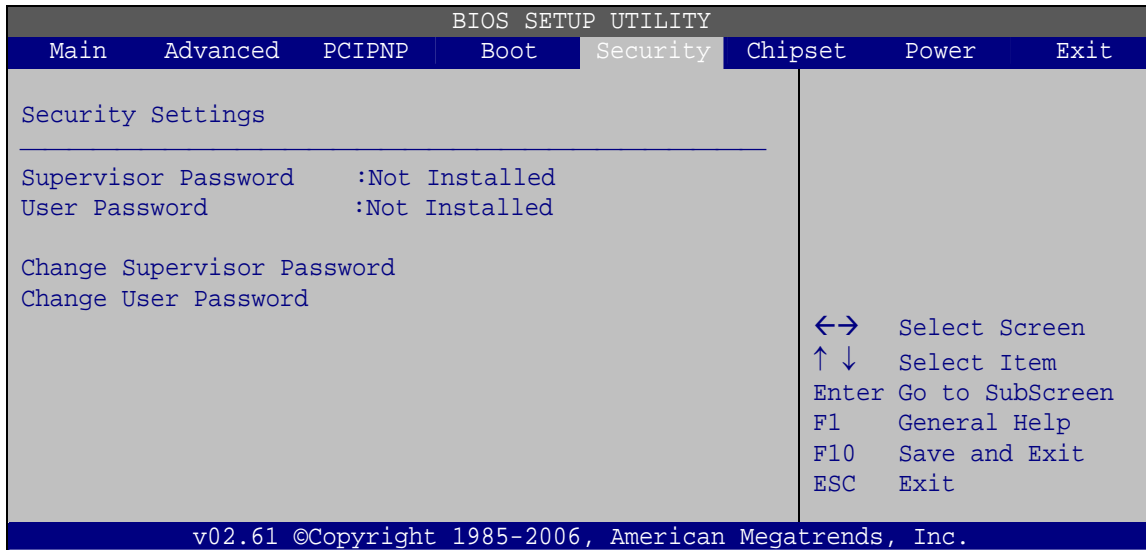 BIOS SETUP UTILITY
Main Advanced PCIPNP Boot Security Chipset Power Exit
Security Settings
Supervisor Password :Not Installed
User Password :Not Installed
Change Supervisor Password
Change User Password
←→ Select Screen
↑ ↓ Select Item
Enter Go to SubScreen
F1 General Help
F10 Save and Exit
ESC Exit
v02.61 ©Copyright 1985-2006, American Megatrends, Inc.